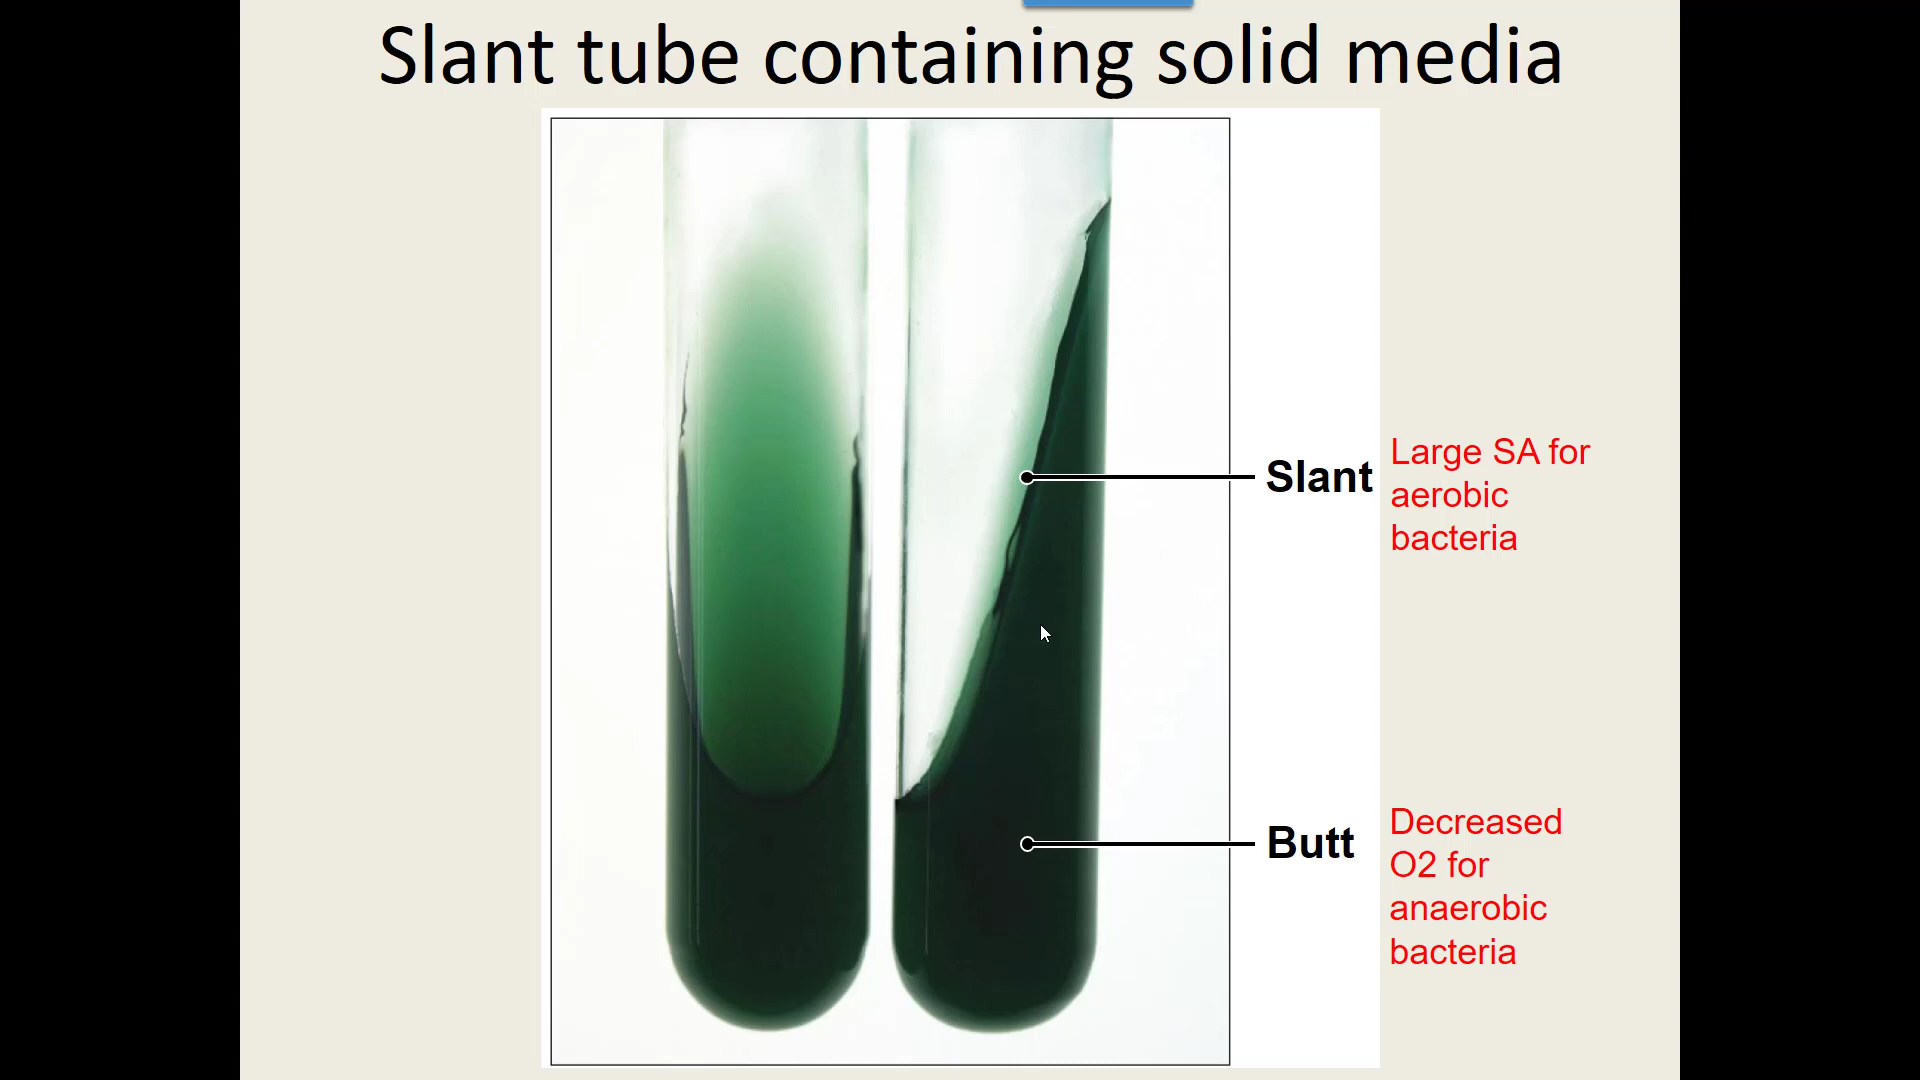 Slant tube containing solid media
Slant
Large SA for
aerobic
bacteria
Butt
Decreased
O2 for
anaerobic
bacteria